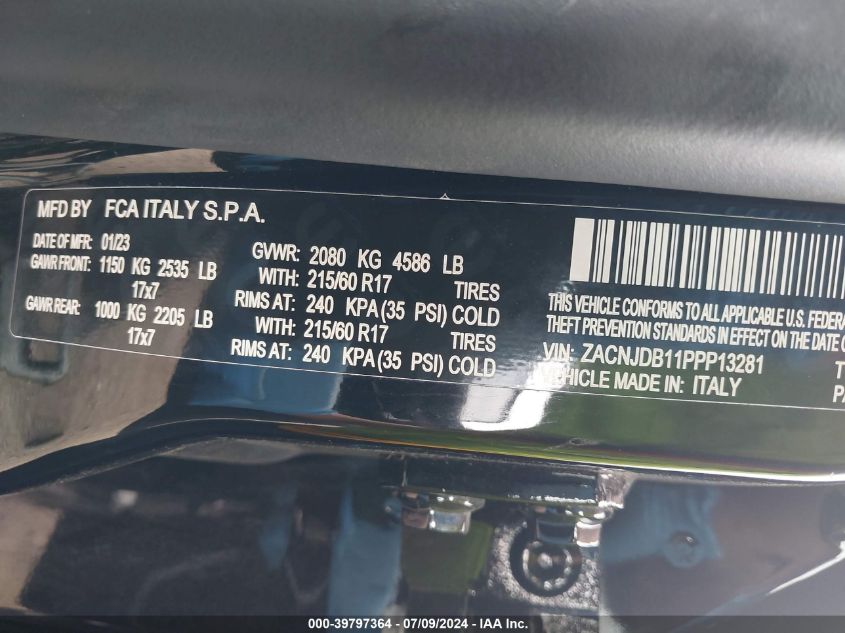 MFD BY FCA ITALY S.P.A.
DATE OF MFR: 01/23
GAWR FRONT: 1150 KG 2535 LB
17x7
GAWR REAR: 1000 KG 2205 LB
17x7
GVWR: 2080 KG 4586 LB
WITH: 215/60 R17 TIRES
RIMS AT: 240 KPA (35 PSI) COLD
WITH: 215/60 R17 TIRES
RIMS AT: 240 KPA (35 PSI) COLD
THIS VEHICLE CONFORMS TO ALL APPLICABLE U.S. FEDERA
THEFT PREVENTION STANDARDS IN EFFECT ON THE DATE O
VIN: ZACNJDB11PPP13281
VEHICLE MADE IN: ITALY
000-39797364 - 07/09/2024 - IAA Inc.